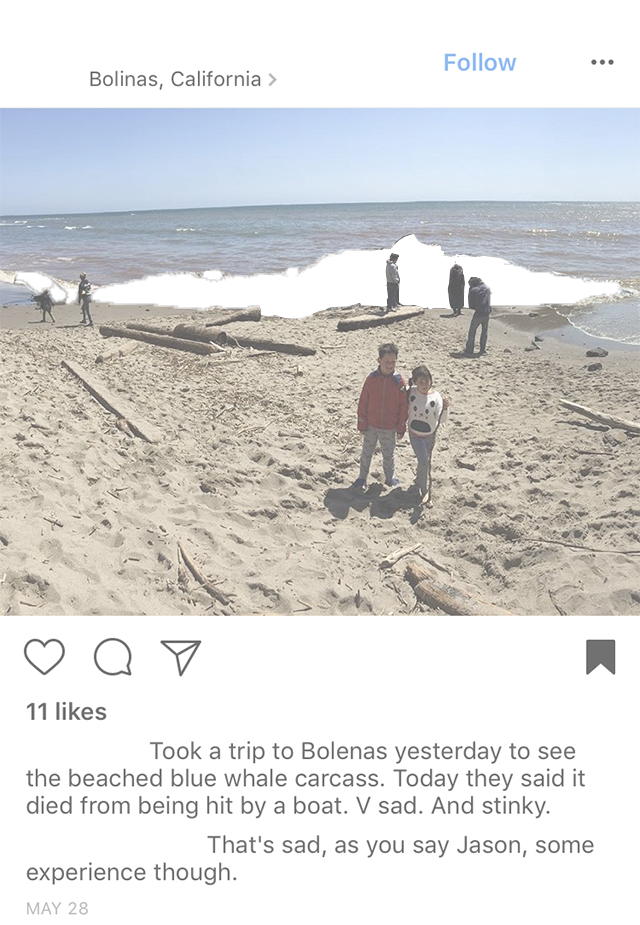 Follow
Bolinas, California
11 likes
Took a trip to Bolenas yesterday to see
the beached blue whale carcass. Today they said it
died from being hit by a boat. V sad. And stinky.
That's sad, as you say Jason, some
experience though.
MAY 28